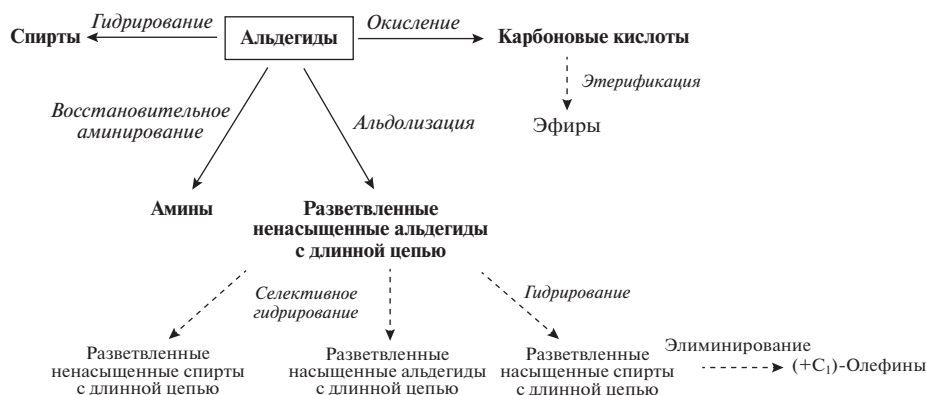 Гидрирование
Окисление
Спирты
Альдегиды
Карбоновые кислоты
Этерификация
Эфиры
Восстановительное
аминирование
Альдолизация
Амины
Разветвленные
ненасыщенные альдегиды
с длинной цепью
Селективное
гидрирование
Гидрирование
Разветвленные
ненасыщенные спирты
с длинной цепью
Разветвленные
насыщенные альдегиды
с длинной цепью
Разветвленные
насыщенные спирты
с длинной цепью
Элиминирование
(+C₁)-Олефины